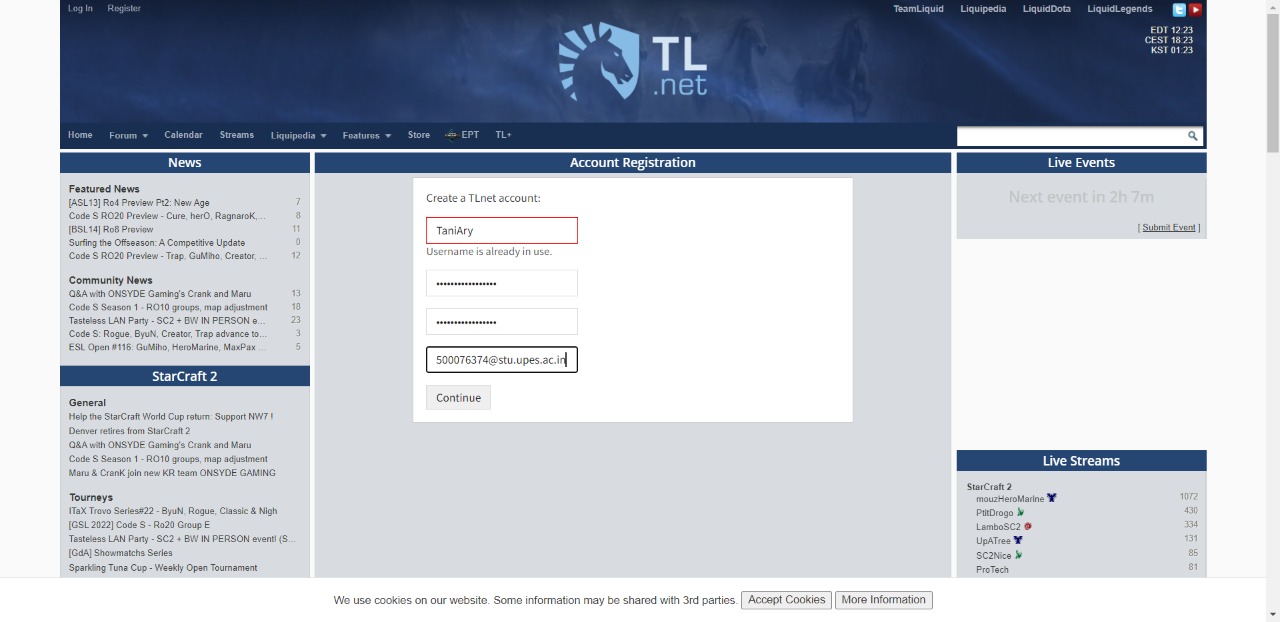 Log In Register
TeamLiquid Liquipedia LiquidDota LiquidLegends
EDT 12:23
CEST 18:23
KST 01:23
TL
.net
Home Forum Calendar Streams Liquipedia Features Store EPT TL+
News
Featured News
[ASL13] Ro4 Preview Pt2: New Age 7
Code S RO20 Preview - Cure, herO, RagnaroK,... 8
[BSL14] Ro8 Preview 11
Surfing the Offseason: A Competitive Update 0
Code S RO20 Preview - Trap, GuMiho, Creator, ... 12
Community News
Q&A with ONSYDE Gaming's Crank and Maru 13
Code S Season 1 - RO10 groups, map adjustment 18
Tasteless LAN Party - SC2 + BW IN PERSON e... 23
Code S: Rogue, ByuN, Creator, Trap advance to... 3
ESL Open #116: GuMiho, HeroMarine, MaxPax ... 5
StarCraft 2
General
Help the StarCraft World Cup return: Support NW7 !
Denver retires from StarCraft 2
Q&A with ONSYDE Gaming's Crank and Maru
Code S Season 1 - RO10 groups, map adjustment
Maru & CranK join new KR team ONSYDE GAMING
Tourneys
ITaX Trovo Series#22 - ByuN, Rogue, Classic & Nigh
[GSL 2022] Code S - Ro20 Group E
Tasteless LAN Party - SC2 + BW IN PERSON event! (S...
[GdA] Showmatchs Series
Sparkling Tuna Cup - Weekly Open Tournament
Account Registration
Create a TLnet account:
TaniAry
Username is already in use.
••••••••••••••••
••••••••••••••••
500076374@stu.upes.ac.in
Continue
Live Events
Next event in 2h 7m
[ Submit Event ]
Live Streams
StarCraft 2
mouzHeroMarine 1072
PtitDrogo 430
LamboSC2 334
UpATree 131
SC2Nice 85
ProTech 81
We use cookies on our website. Some information may be shared with 3rd parties. Accept Cookies More Information